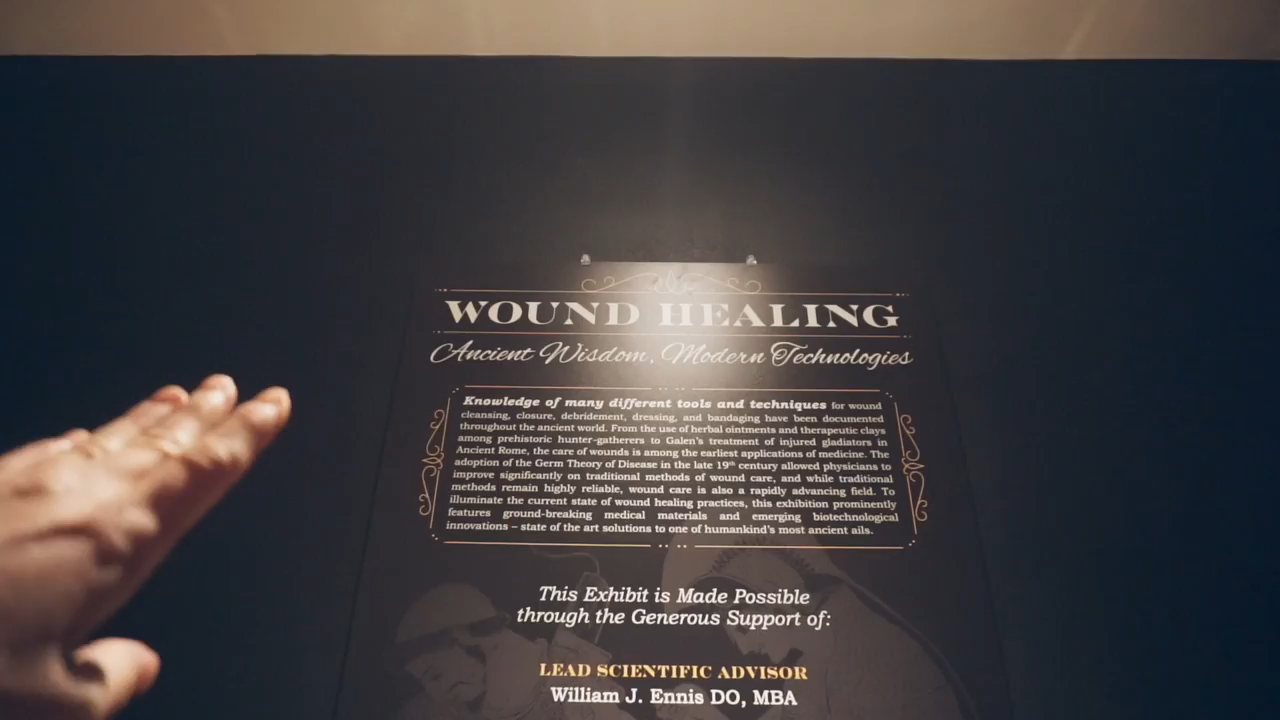 WOUND HEALING
Ancient Wisdom, Modern Technologies
Knowledge of many different tools and techniques for wound
cleansing, closure, debridement, dressing, and bandaging have been documented
throughout the ancient world. From the use of herbal ointments and therapeutic clays
among prehistoric hunter-gatherers to Galen's treatment of injured gladiators in
Ancient Rome, the care of wounds is among the earliest applications of medicine. The
adoption of the Germ Theory of Disease in the late 19th century allowed physicians to
improve significantly on traditional methods of wound care, and while traditional
methods remain highly reliable, wound care is also a rapidly advancing field. To
illuminate the current state of wound healing practices, this exhibition prominently
features ground-breaking medical materials and emerging biotechnological
innovations – state of the art solutions to one of humankind's most ancient ails.
This Exhibit is Made Possible
through the Generous Support of:
LEAD SCIENTIFIC ADVISOR
William J. Ennis DO, MBA